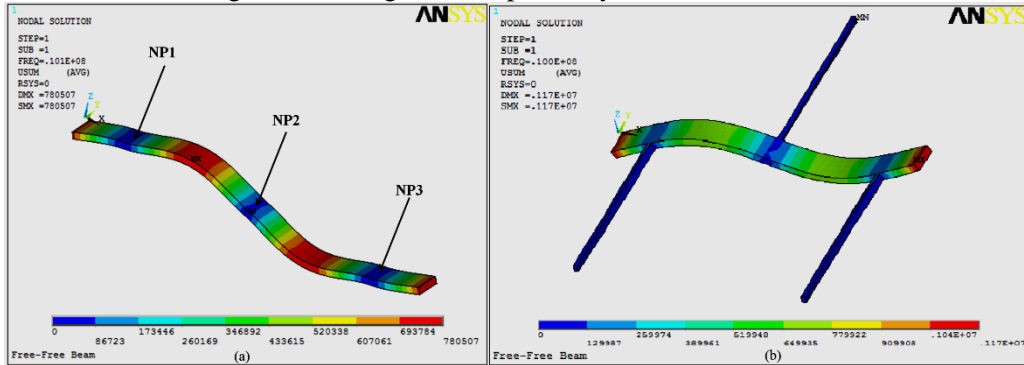 1
NODAL SOLUTION
STEP=1
SUB =1
FREQ=.101E+08
USUM (AVG)
RSYS=0
DMX =780507
SMX =780507
ANSYS
NP1
NP2
NP3
Z
Y
X
MX
0 173446 346892 520338 693784
86723 260169 433615 607061 780507
Free-Free Beam
(a)
1
NODAL SOLUTION
STEP=1
SUB =1
FREQ=.100E+08
USUM (AVG)
RSYS=0
DMX =.117E+07
SMX =.117E+07
ANSYS
MN
Z
Y
X
0 259974 519948 779922 .104E+07
129987 389961 649935 909908 .117E+07
Free-Free Beam
(b)